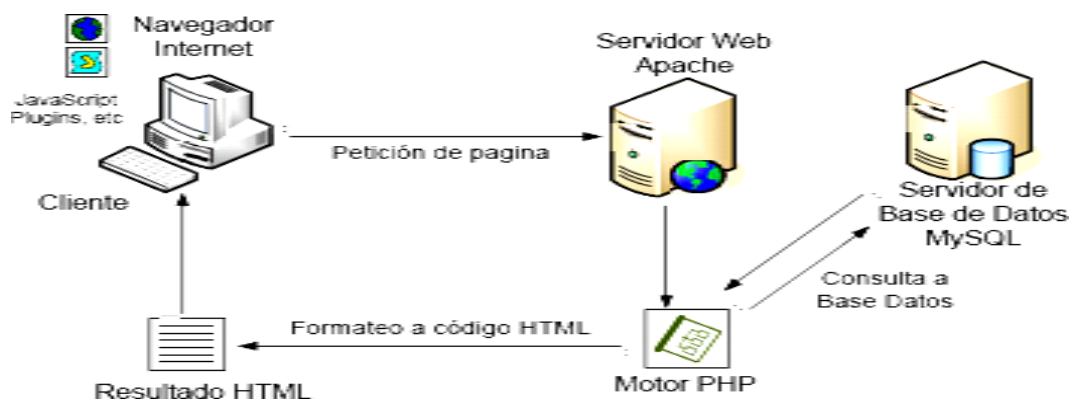 Navegador
Internet
JavaScript
Plugins, etc
Cliente
Petición de pagina
Servidor Web
Apache
Servidor de
Base de Datos
MySQL
Consulta a
Base Datos
Motor PHP
Formateo a código HTML
Resultado HTML